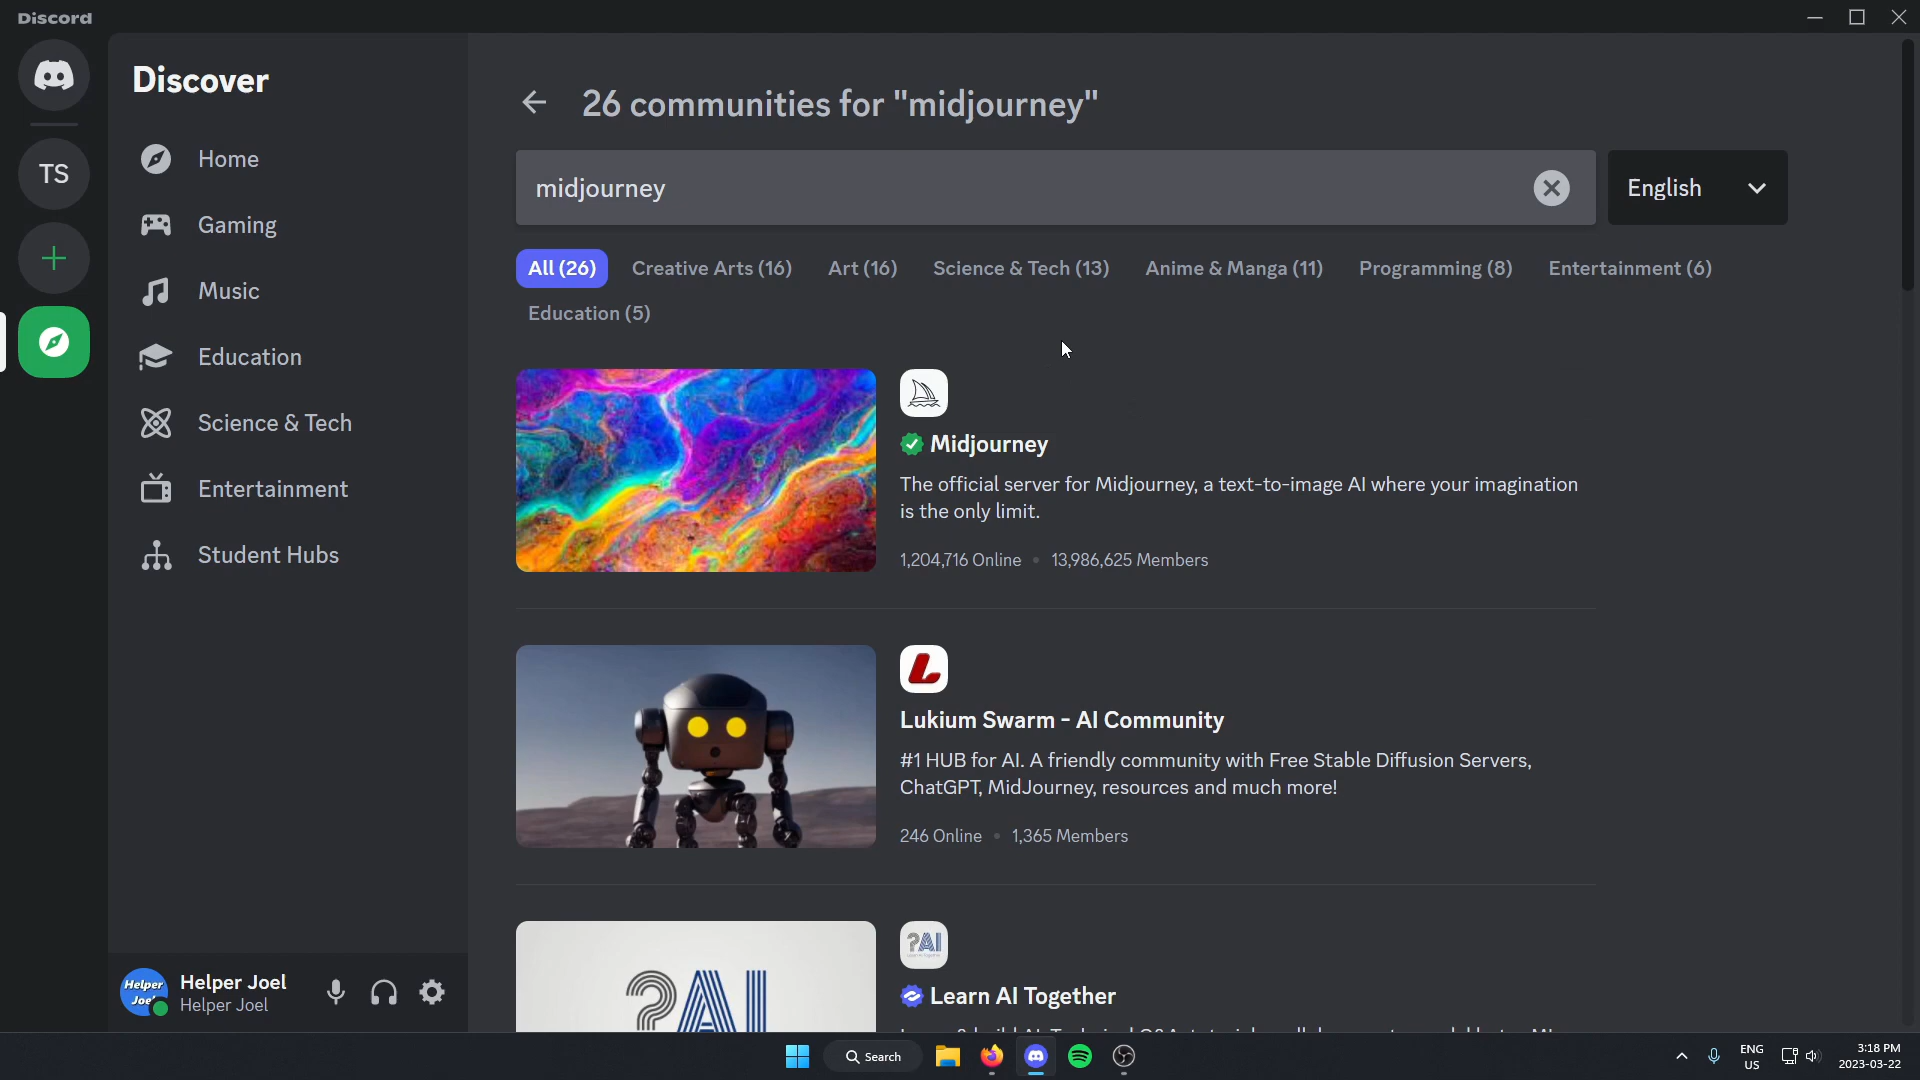 Discord
TS
Discover
Home
Gaming
Music
Education
Science & Tech
Entertainment
Student Hubs
Helper
Joel
Helper Joel
Helper Joel
26 communities for "midjourney"
midjourney
English
All (26)
Creative Arts (16)
Art (16)
Science & Tech (13)
Anime & Manga (11)
Programming (8)
Entertainment (6)
Education (5)
Midjourney
The official server for Midjourney, a text-to-image AI where your imagination
is the only limit.
1,204,716 Online • 13,986,625 Members
L
Lukium Swarm - AI Community
#1 HUB for AI. A friendly community with Free Stable Diffusion Servers,
ChatGPT, MidJourney, resources and much more!
246 Online • 1,365 Members
?AI
?AI
Learn AI Together
Search
ENG
US
3:18 PM
2023-03-22